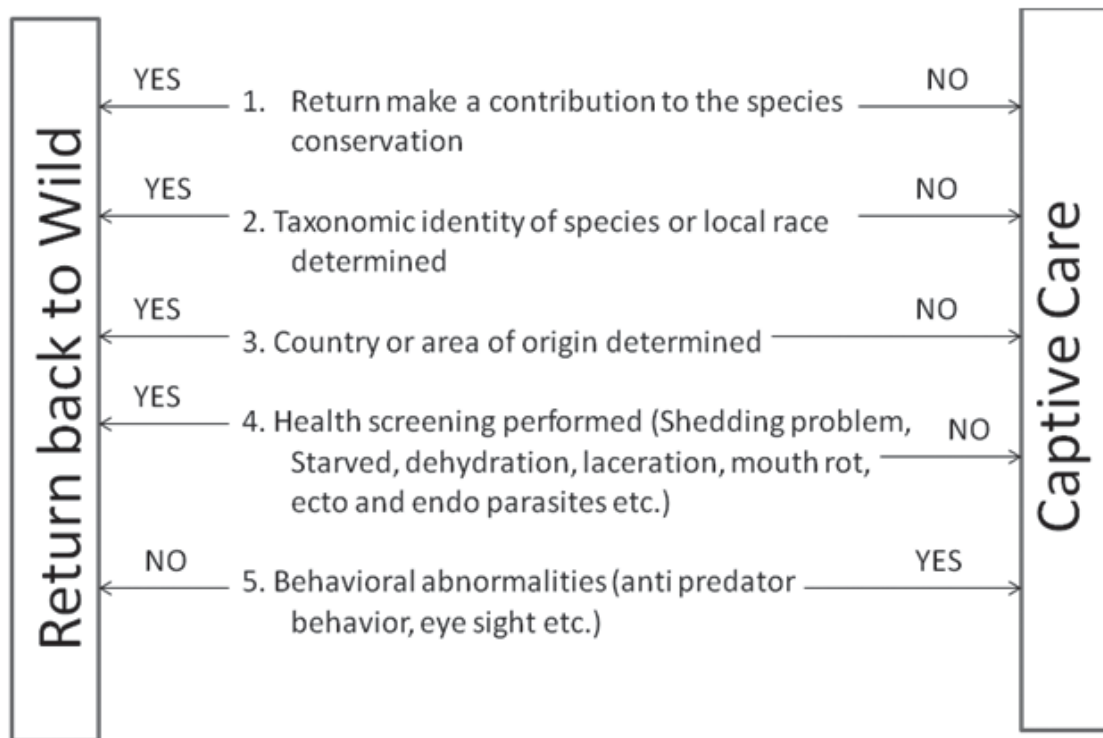 Return back to Wild
YES
1. Return make a contribution to the species
conservation
NO
YES
2. Taxonomic identity of species or local race
determined
NO
YES
3. Country or area of origin determined
NO
YES
4. Health screening performed (Shedding problem,
Starved, dehydration, laceration, mouth rot,
ecto and endo parasites etc.)
NO
NO
5. Behavioral abnormalities (anti predator
behavior, eye sight etc.)
YES
Captive Care